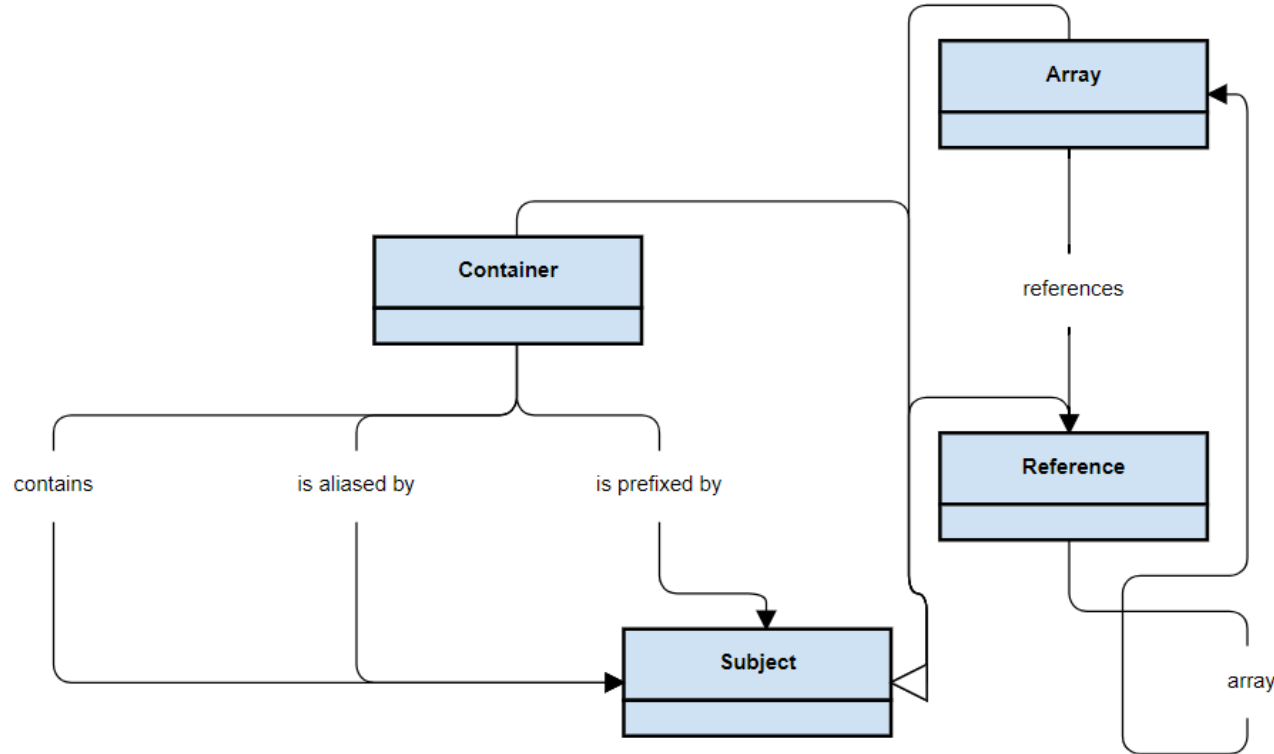 Array
Container
references
Reference
contains
is aliased by
is prefixed by
Subject
array